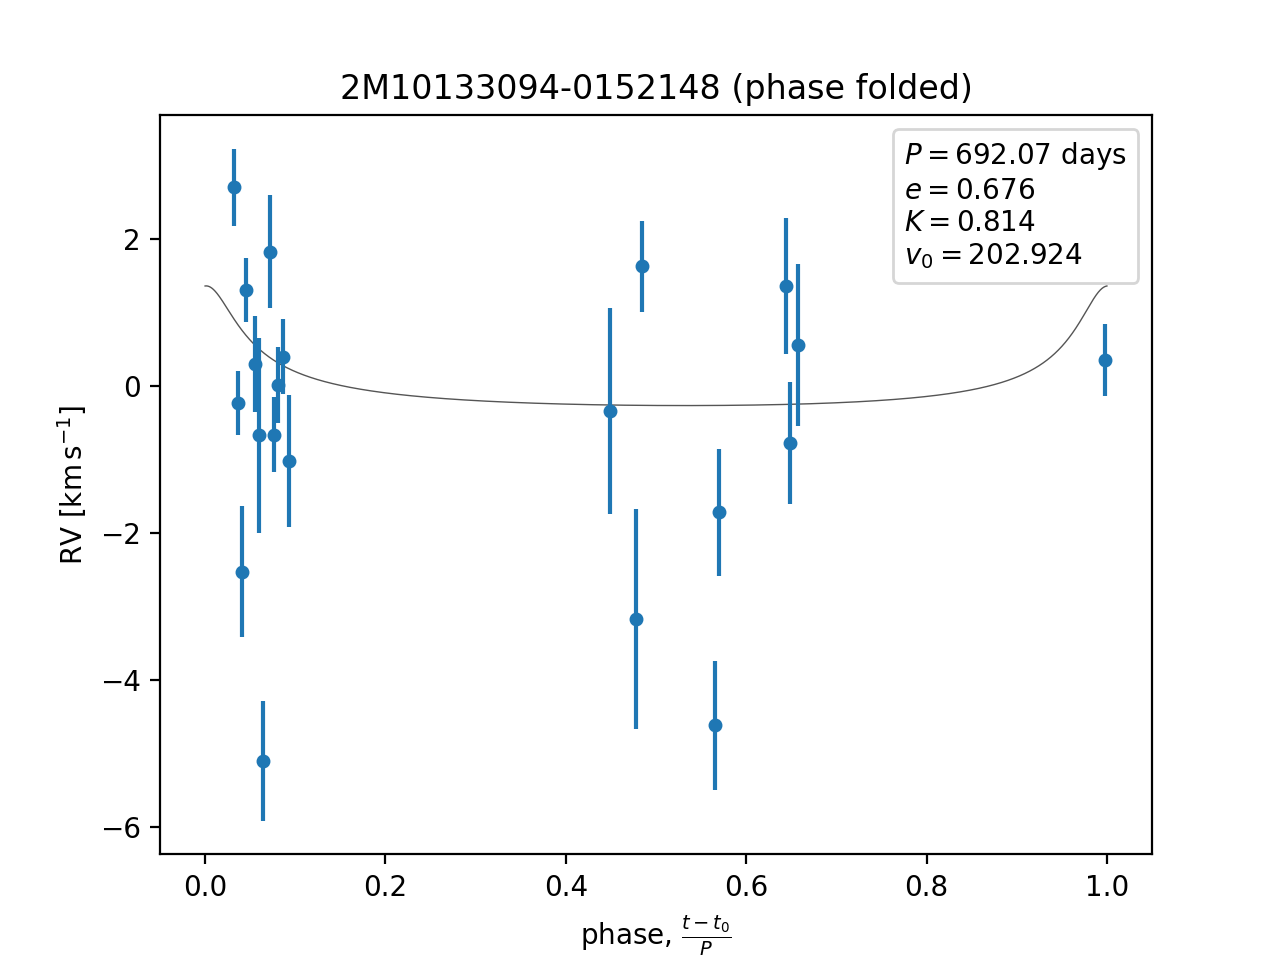 2M10133094-0152148 (phase folded)
P = 692.07 days
e = 0.676
K = 0.814
v₀ = 202.924
2
0
−2
−4
−6
RV [km s⁻¹]
0.0 0.2 0.4 0.6 0.8 1.0
phase, (t − t₀)/P